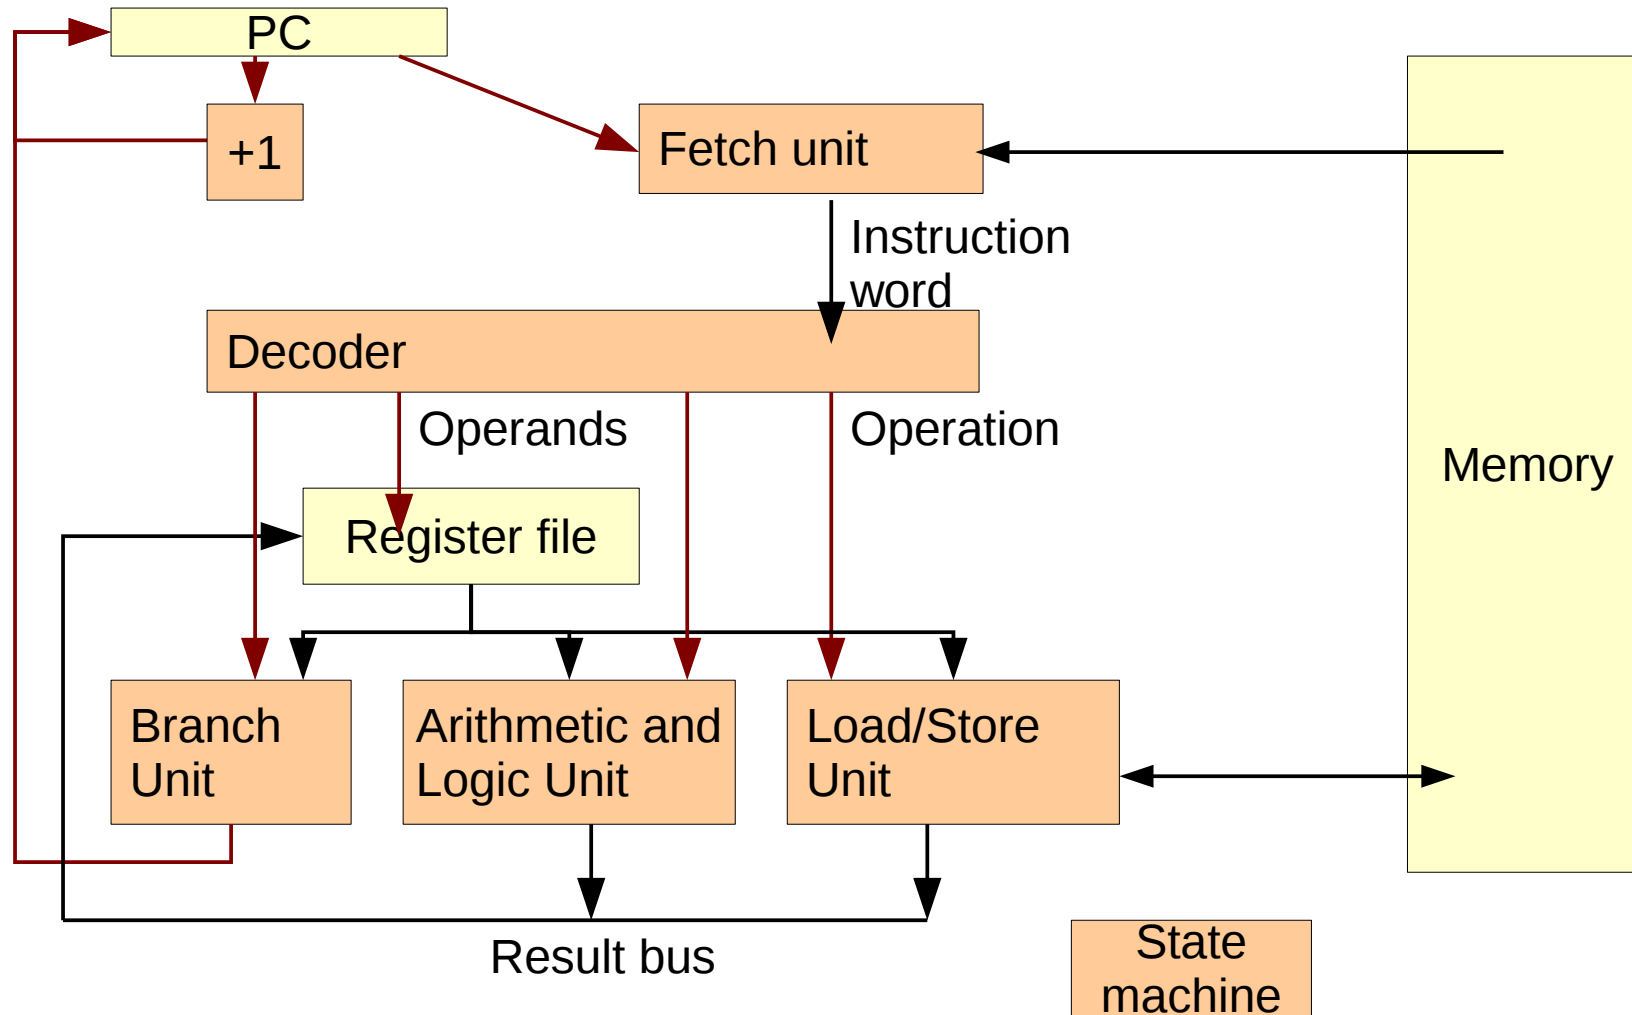 PC
+1
Fetch unit
Instruction
word
Decoder
Operands
Operation
Memory
Register file
Branch
Unit
Arithmetic and
Logic Unit
Load/Store
Unit
Result bus
State
machine